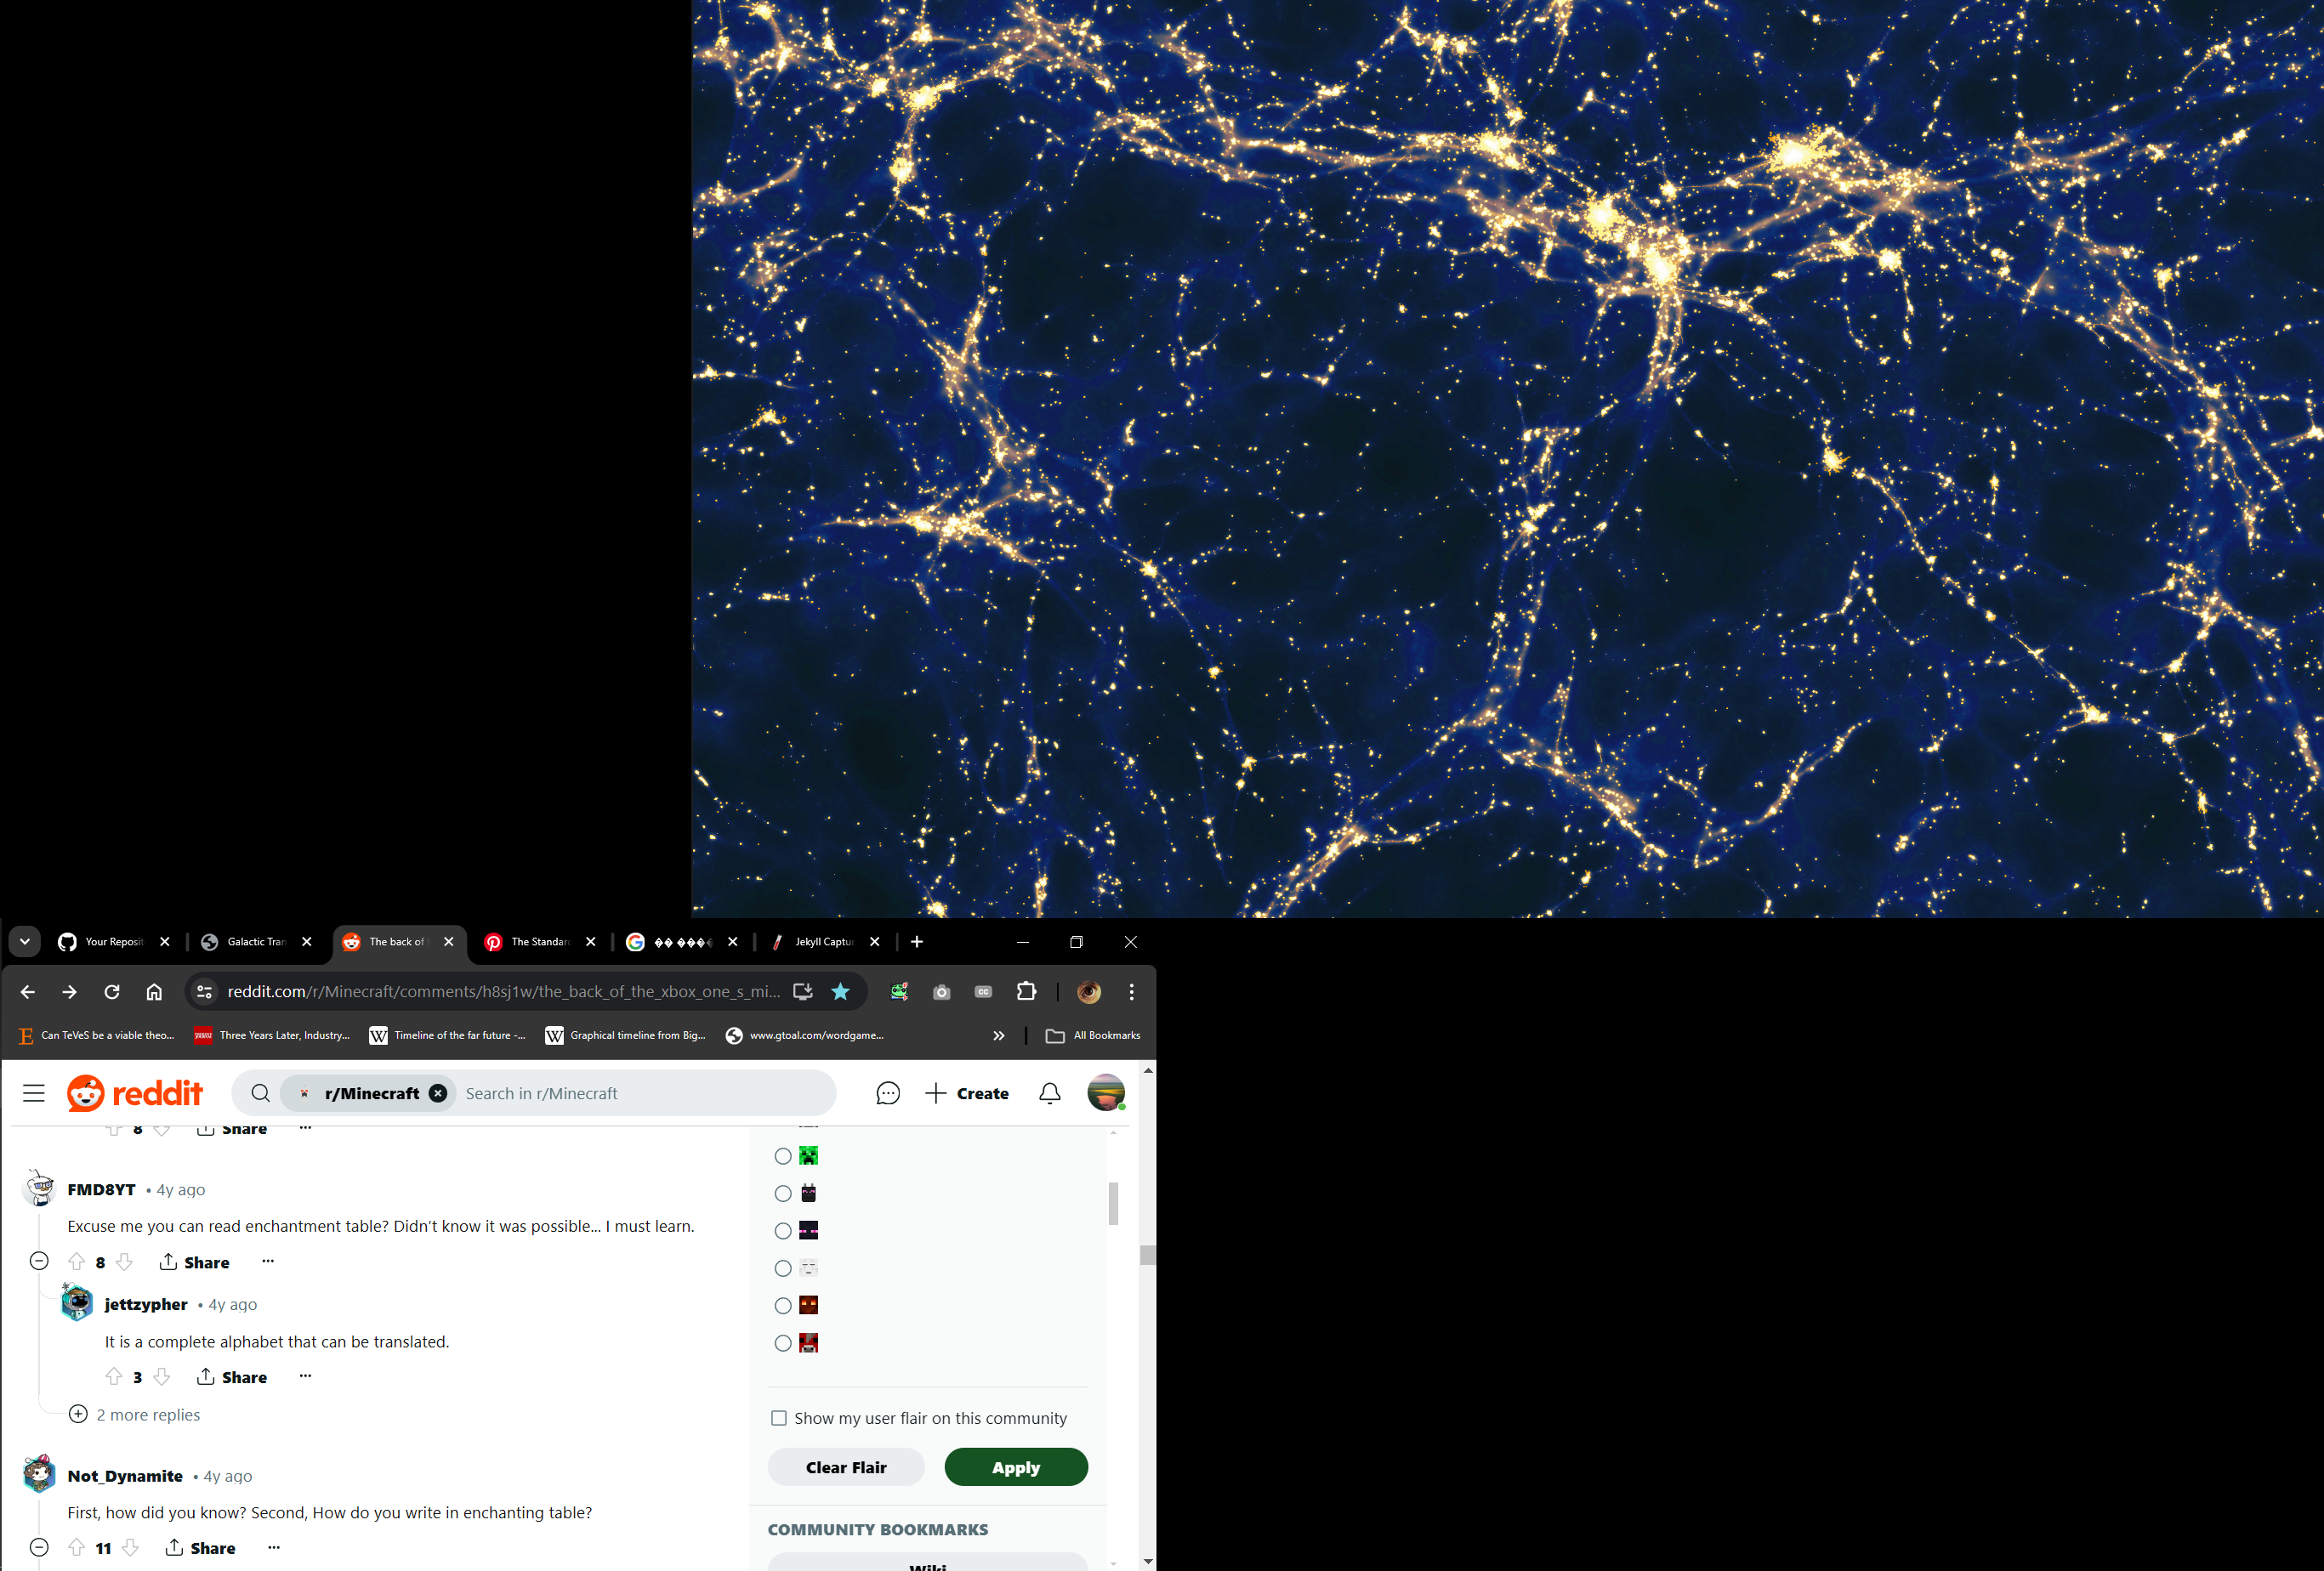 Your Reposit
Galactic Tran
The back of
The Standard
Jekyll Captur
reddit.com/r/Minecraft/comments/h8sj1w/the_back_of_the_xbox_one_s_mi...
Can TeVeS be a viable theo...
Three Years Later, Industry...
Timeline of the far future -...
Graphical timeline from Big...
www.gtoal.com/wordgame...
All Bookmarks
reddit
r/Minecraft
Search in r/Minecraft
Create
8 Share ...
FMD8YT • 4y ago
Excuse me you can read enchantment table? Didn’t know it was possible... I must learn.
8 Share ...
jettzypher • 4y ago
It is a complete alphabet that can be translated.
3 Share ...
2 more replies
Not_Dynamite • 4y ago
First, how did you know? Second, How do you write in enchanting table?
11 Share ...
Show my user flair on this community
Clear Flair
Apply
COMMUNITY BOOKMARKS
Wiki